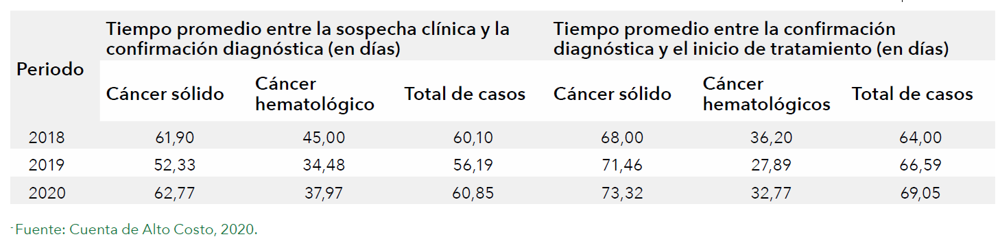 Periodo
Tiempo promedio entre la sospecha clínica y la
confirmación diagnóstica (en días)
Tiempo promedio entre la confirmación
diagnóstica y el inicio de tratamiento (en días)
Cáncer sólido
Cáncer
hematológico
Total de casos
Cáncer sólido
Cáncer
hematológicos
Total de casos
2018 61,90 45,00 60,10 68,00 36,20 64,00
2019 52,33 34,48 56,19 71,46 27,89 66,59
2020 62,77 37,97 60,85 73,32 32,77 69,05
-Fuente: Cuenta de Alto Costo, 2020.